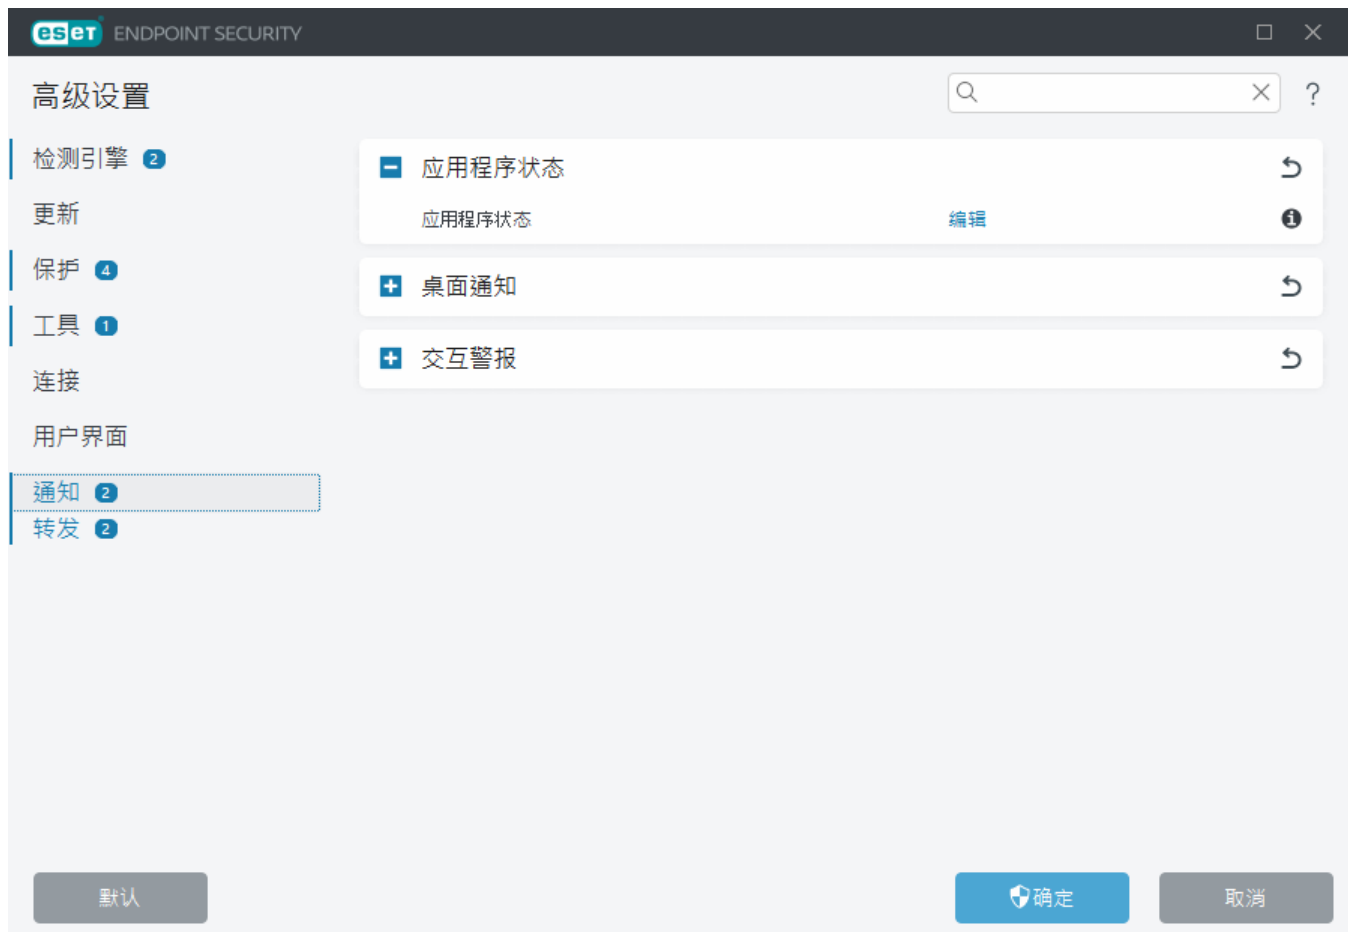 eset ENDPOINT SECURITY
高级设置
?
检测引擎 2
更新
保护 4
工具 1
连接
用户界面
通知 2
转发 2
应用程序状态
应用程序状态 编辑
桌面通知
交互警报
默认
确定
取消